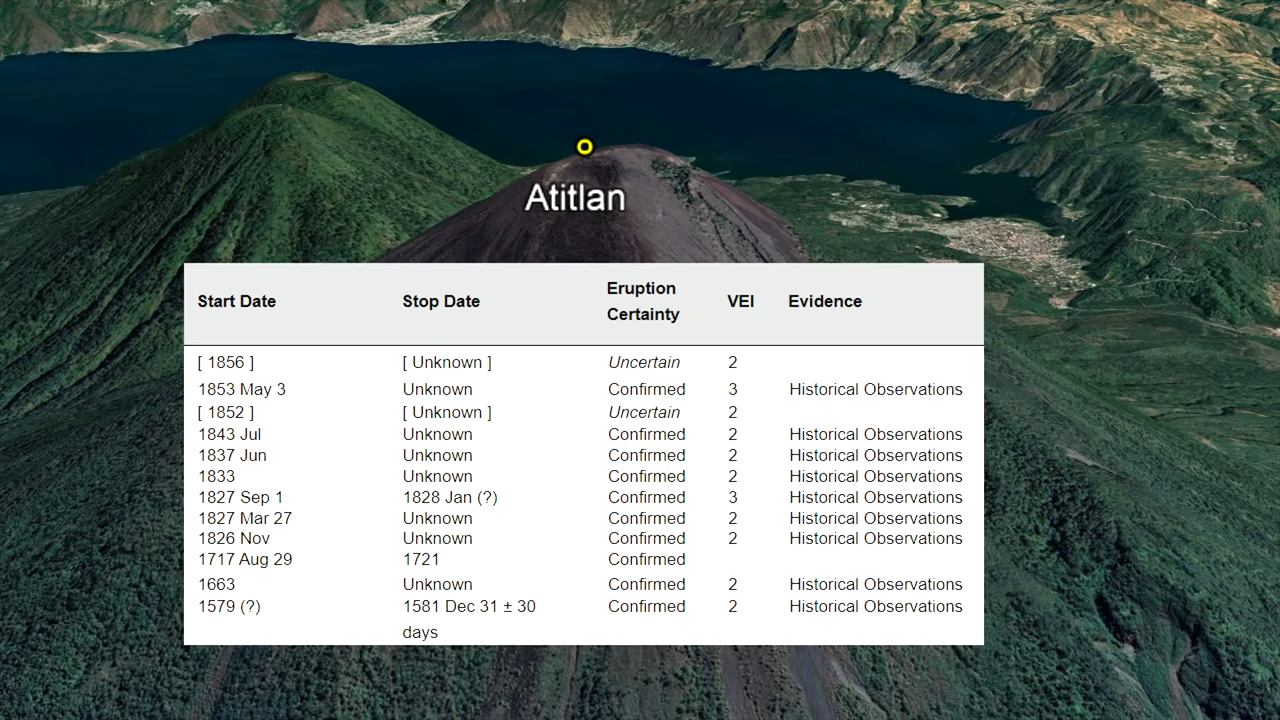 Atitlan
Start Date Stop Date Eruption Certainty VEI Evidence
[ 1856 ] [ Unknown ] Uncertain 2
1853 May 3 Unknown Confirmed 3 Historical Observations
[ 1852 ] [ Unknown ] Uncertain 2
1843 Jul Unknown Confirmed 2 Historical Observations
1837 Jun Unknown Confirmed 2 Historical Observations
1833 Unknown Confirmed 2 Historical Observations
1827 Sep 1 1828 Jan (?) Confirmed 3 Historical Observations
1827 Mar 27 Unknown Confirmed 2 Historical Observations
1826 Nov Unknown Confirmed 2 Historical Observations
1717 Aug 29 1721 Confirmed
1663 Unknown Confirmed 2 Historical Observations
1579 (?) 1581 Dec 31 ± 30 days Confirmed 2 Historical Observations